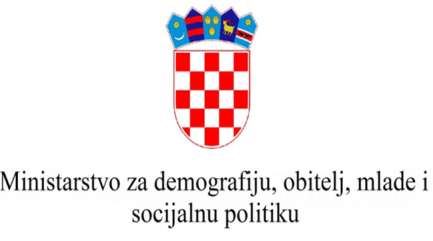 Ministarstvo za demografiju, obitelj, mlade i
socijalnu politiku